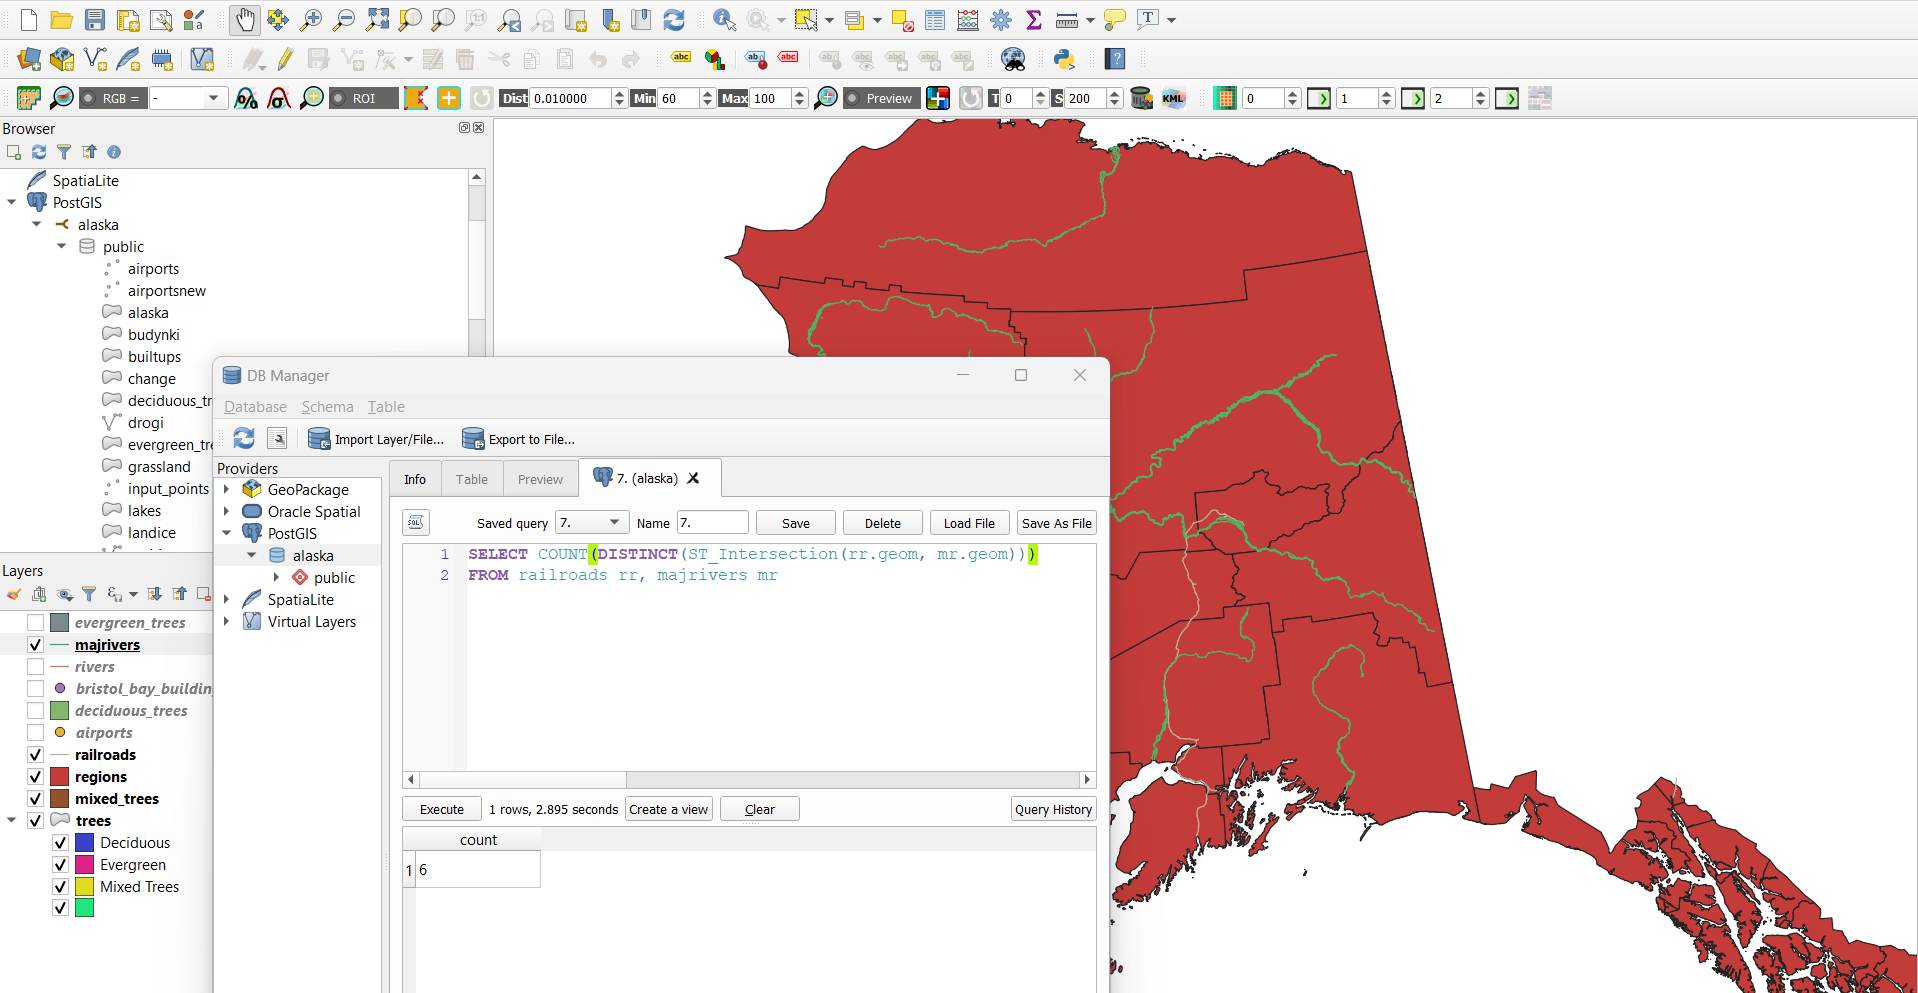 RGB =
-
ROI
Dist
0.010000
Min
60
Max
100
Preview
T
0
S
200
KML
0
1
2
Browser
SpatiaLite
PostGIS
alaska
public
airports
airportsnew
alaska
budynki
builtups
change
deciduous_tr
drogi
evergreen_tre
grassland
input_points
lakes
landice
Layers
evergreen_trees
majrivers
rivers
bristol_bay_building
deciduous_trees
airports
railroads
regions
mixed_trees
trees
Deciduous
Evergreen
Mixed Trees
DB Manager
Database Schema Table
Import Layer/File... Export to File...
Providers
GeoPackage
Oracle Spatial
PostGIS
alaska
public
SpatiaLite
Virtual Layers
Info Table Preview 7. (alaska)
SQL
Saved query 7. Name 7. Save Delete Load File Save As File
1 SELECT COUNT(DISTINCT(ST_Intersection(rr.geom, mr.geom)))
2 FROM railroads rr, majrivers mr
Execute 1 rows, 2.895 seconds Create a view Clear Query History
count
1 6